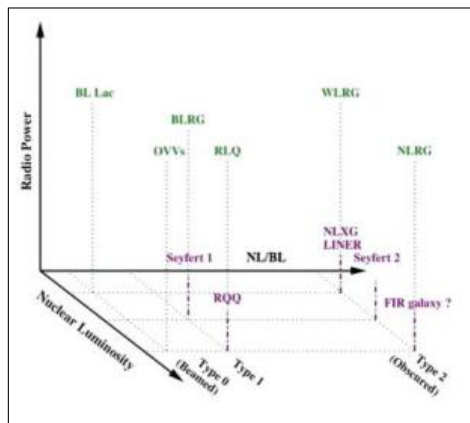 BL Lac
WLRG
BLRG
OVVs
RLQ
NLRG
Radio Power
NLXG
LINER
Seyfert 1
NL/BL
Seyfert 2
RQQ
FIR galaxy ?
Nuclear Luminosity
Type 0
(Beamed)
Type 1
Type 2
(Obscured)